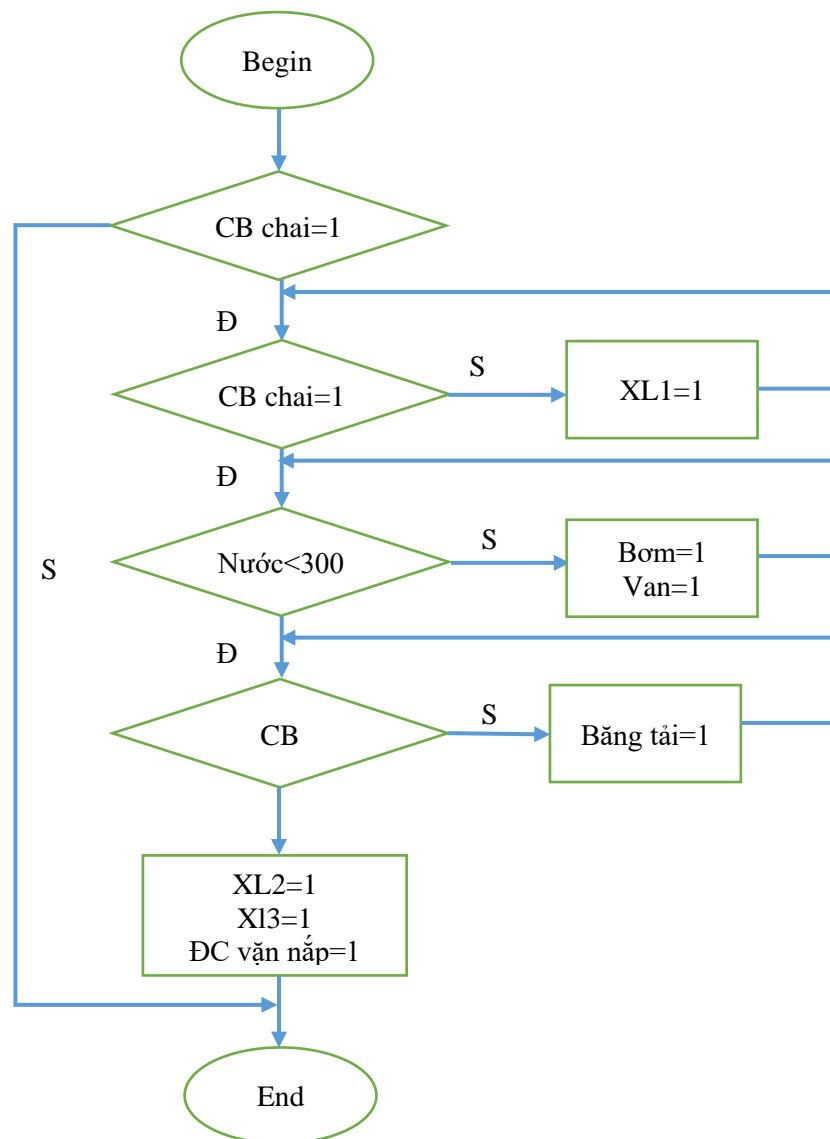 Begin
CB chai=1
Đ
CB chai=1
S
XL1=1
Đ
Nước<300
S
Bơm=1
Van=1
S
Đ
CB
S
Băng tải=1
XL2=1
Xl3=1
ĐC vặn nắp=1
End